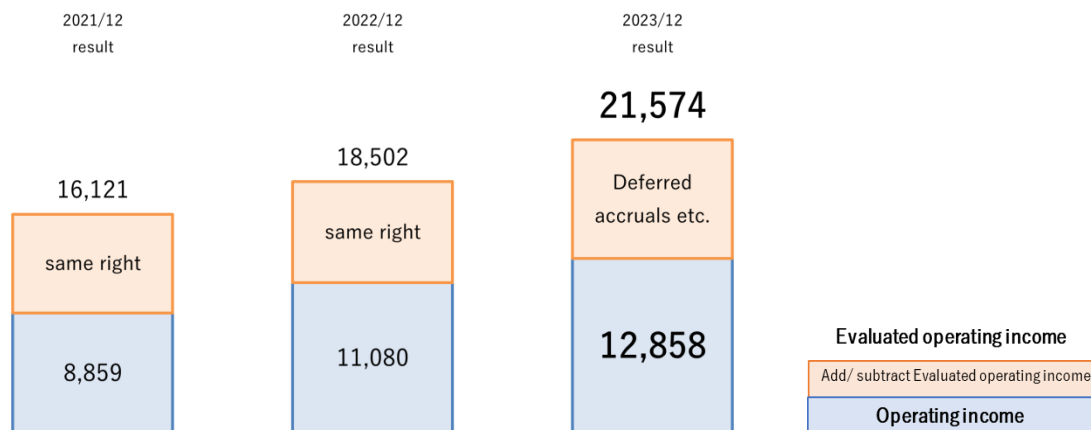 2021/12
result
2022/12
result
2023/12
result
21,574
18,502
16,121
Deferred
accruals etc.
same right
same right
12,858
11,080
8,859
Evaluated operating income
Add/ subtract Evaluated operating income
Operating income